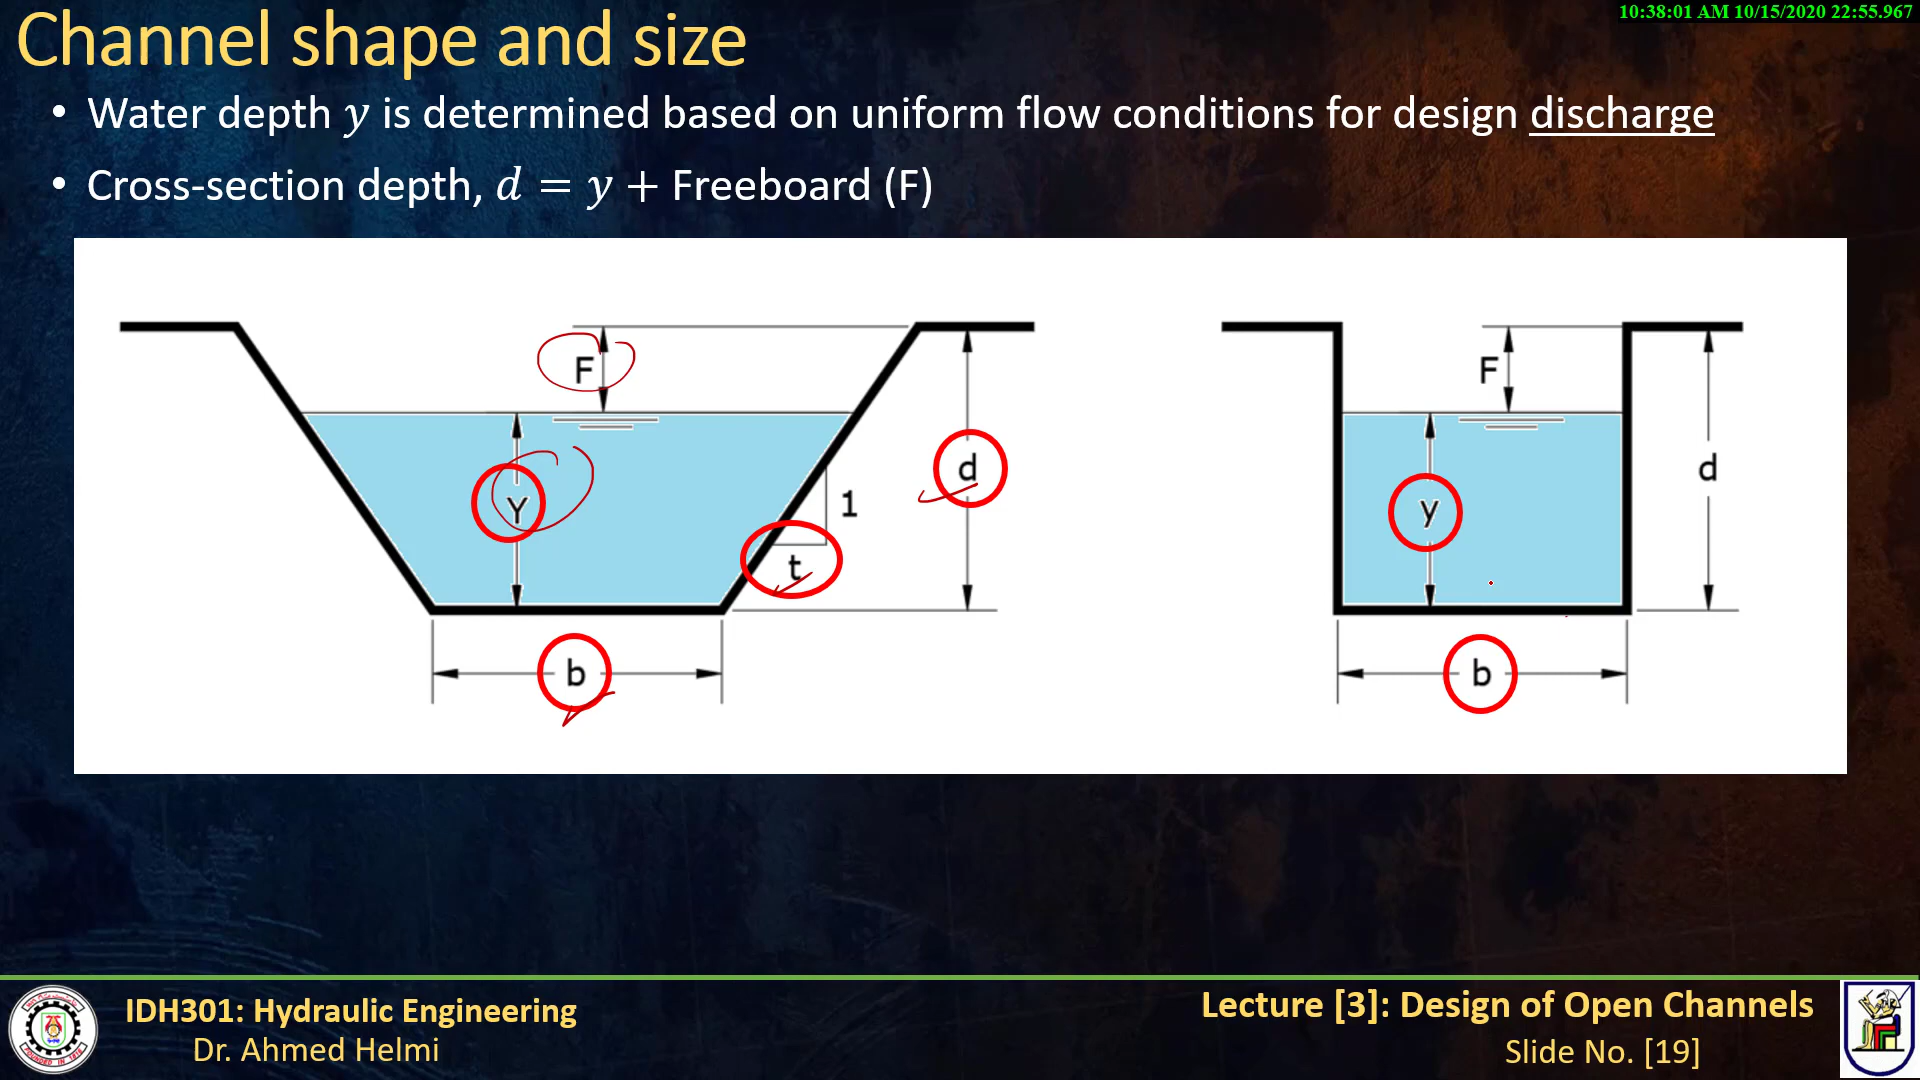 10:38:01 AM 10/15/2020 22:55.967
Channel shape and size
• Water depth y is determined based on uniform flow conditions for design discharge
• Cross-section depth, d = y + Freeboard (F)
F
Y
d
1
t
b
F
y
d
b
IDH301: Hydraulic Engineering
Dr. Ahmed Helmi
Lecture [3]: Design of Open Channels
Slide No. [19]